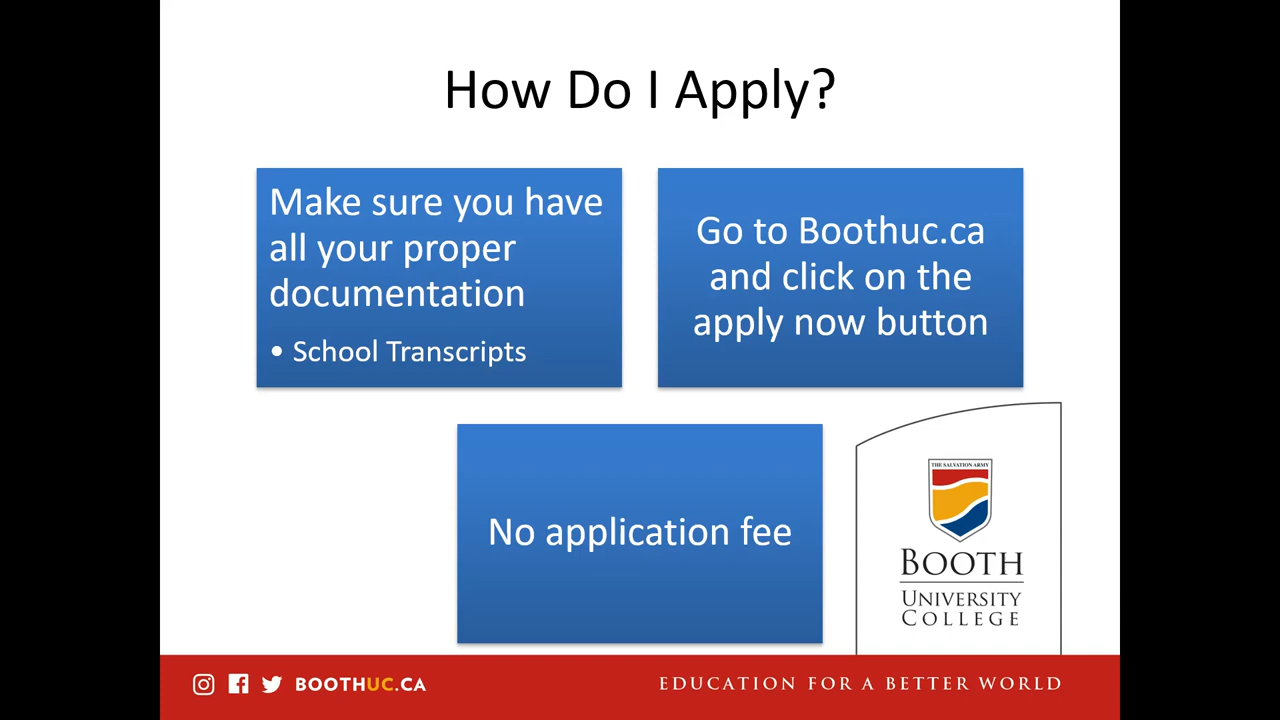 How Do I Apply?
Make sure you have
all your proper
documentation
• School Transcripts
Go to Boothuc.ca
and click on the
apply now button
No application fee
THE SALVATION ARMY
BOOTH
UNIVERSITY
COLLEGE
BOOTHUC.CA
EDUCATION FOR A BETTER WORLD